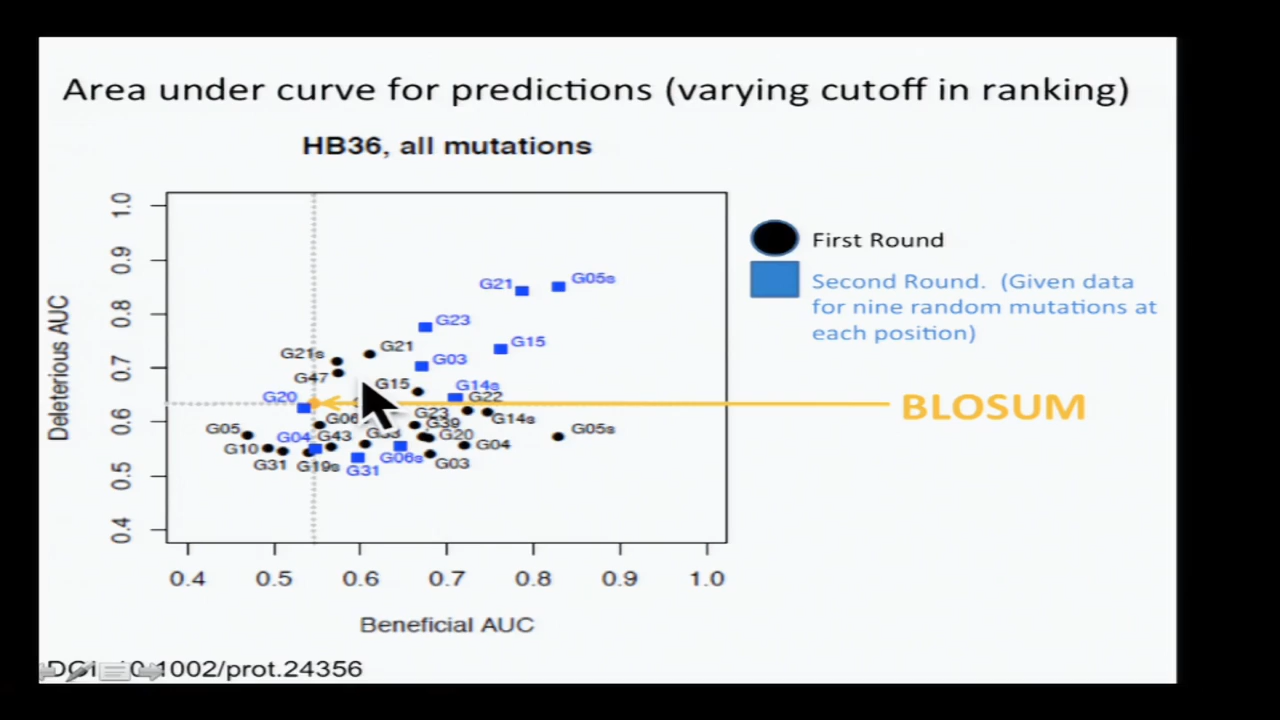 Area under curve for predictions (varying cutoff in ranking)
HB36, all mutations
Deleterious AUC
1.0
0.9
0.8
0.7
0.6
0.5
0.4
G21
G05s
G23
G15
G03
G21s
G21
G47
G15
G14s
G22
G20
G06
G23
G39
G14s
G05
G04
G43
G20
G04
G05s
G10
G31
G19s
G31
G06s
G03
0.4 0.5 0.6 0.7 0.8 0.9 1.0
Beneficial AUC
First Round
Second Round. (Given data
for nine random mutations at
each position)
BLOSUM
DOI: 10.1002/prot.24356